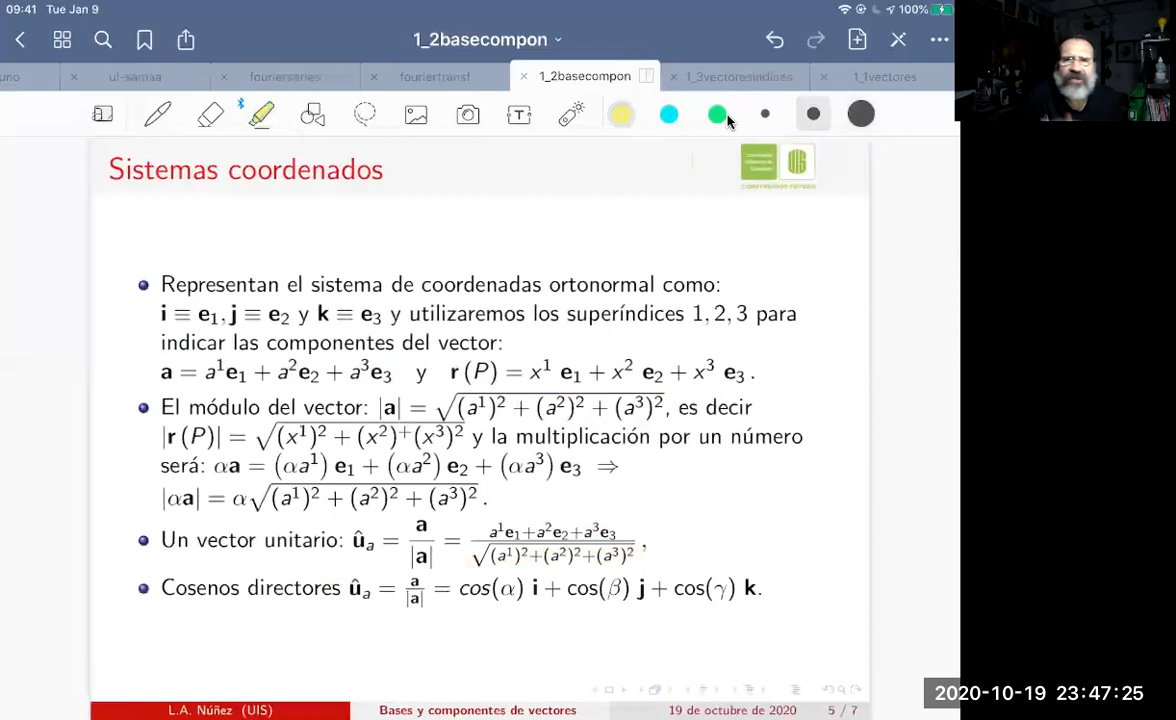 09:41 Tue Jan 9
100%
1_2basecompon
uno
ul-samsa
fourierseries
fouriertransf
1_2basecompon
1_3vectoresindiaes
1_1vectores
Sistemas coordenados
Representan el sistema de coordenadas ortonormal como:
i ≡ e₁, j ≡ e₂ y k ≡ e₃ y utilizaremos los superíndices 1, 2, 3 para
indicar las componentes del vector:
a = a¹e₁ + a²e₂ + a³e₃ y r (P) = x¹ e₁ + x² e₂ + x³ e₃ .
El módulo del vector: |a| = √(a¹)² + (a²)² + (a³)², es decir
|r (P)| = √(x¹)² + (x²)⁺(x³)² y la multiplicación por un número
será: αa = (αa¹) e₁ + (αa²) e₂ + (αa³) e₃ ⇒
|αa| = α√(a¹)² + (a²)² + (a³)² .
Un vector unitario: ûₐ = a/|a| = a¹e₁+a²e₂+a³e₃/√(a¹)²+(a²)²+(a³)² ,
Cosenos directores ûₐ = a/|a| = cos(α) i + cos(β) j + cos(γ) k.
L.A. Núñez (UIS)
Bases y componentes de vectores
19 de octubre de 2020
5 / 7
2020-10-19 23:47:25